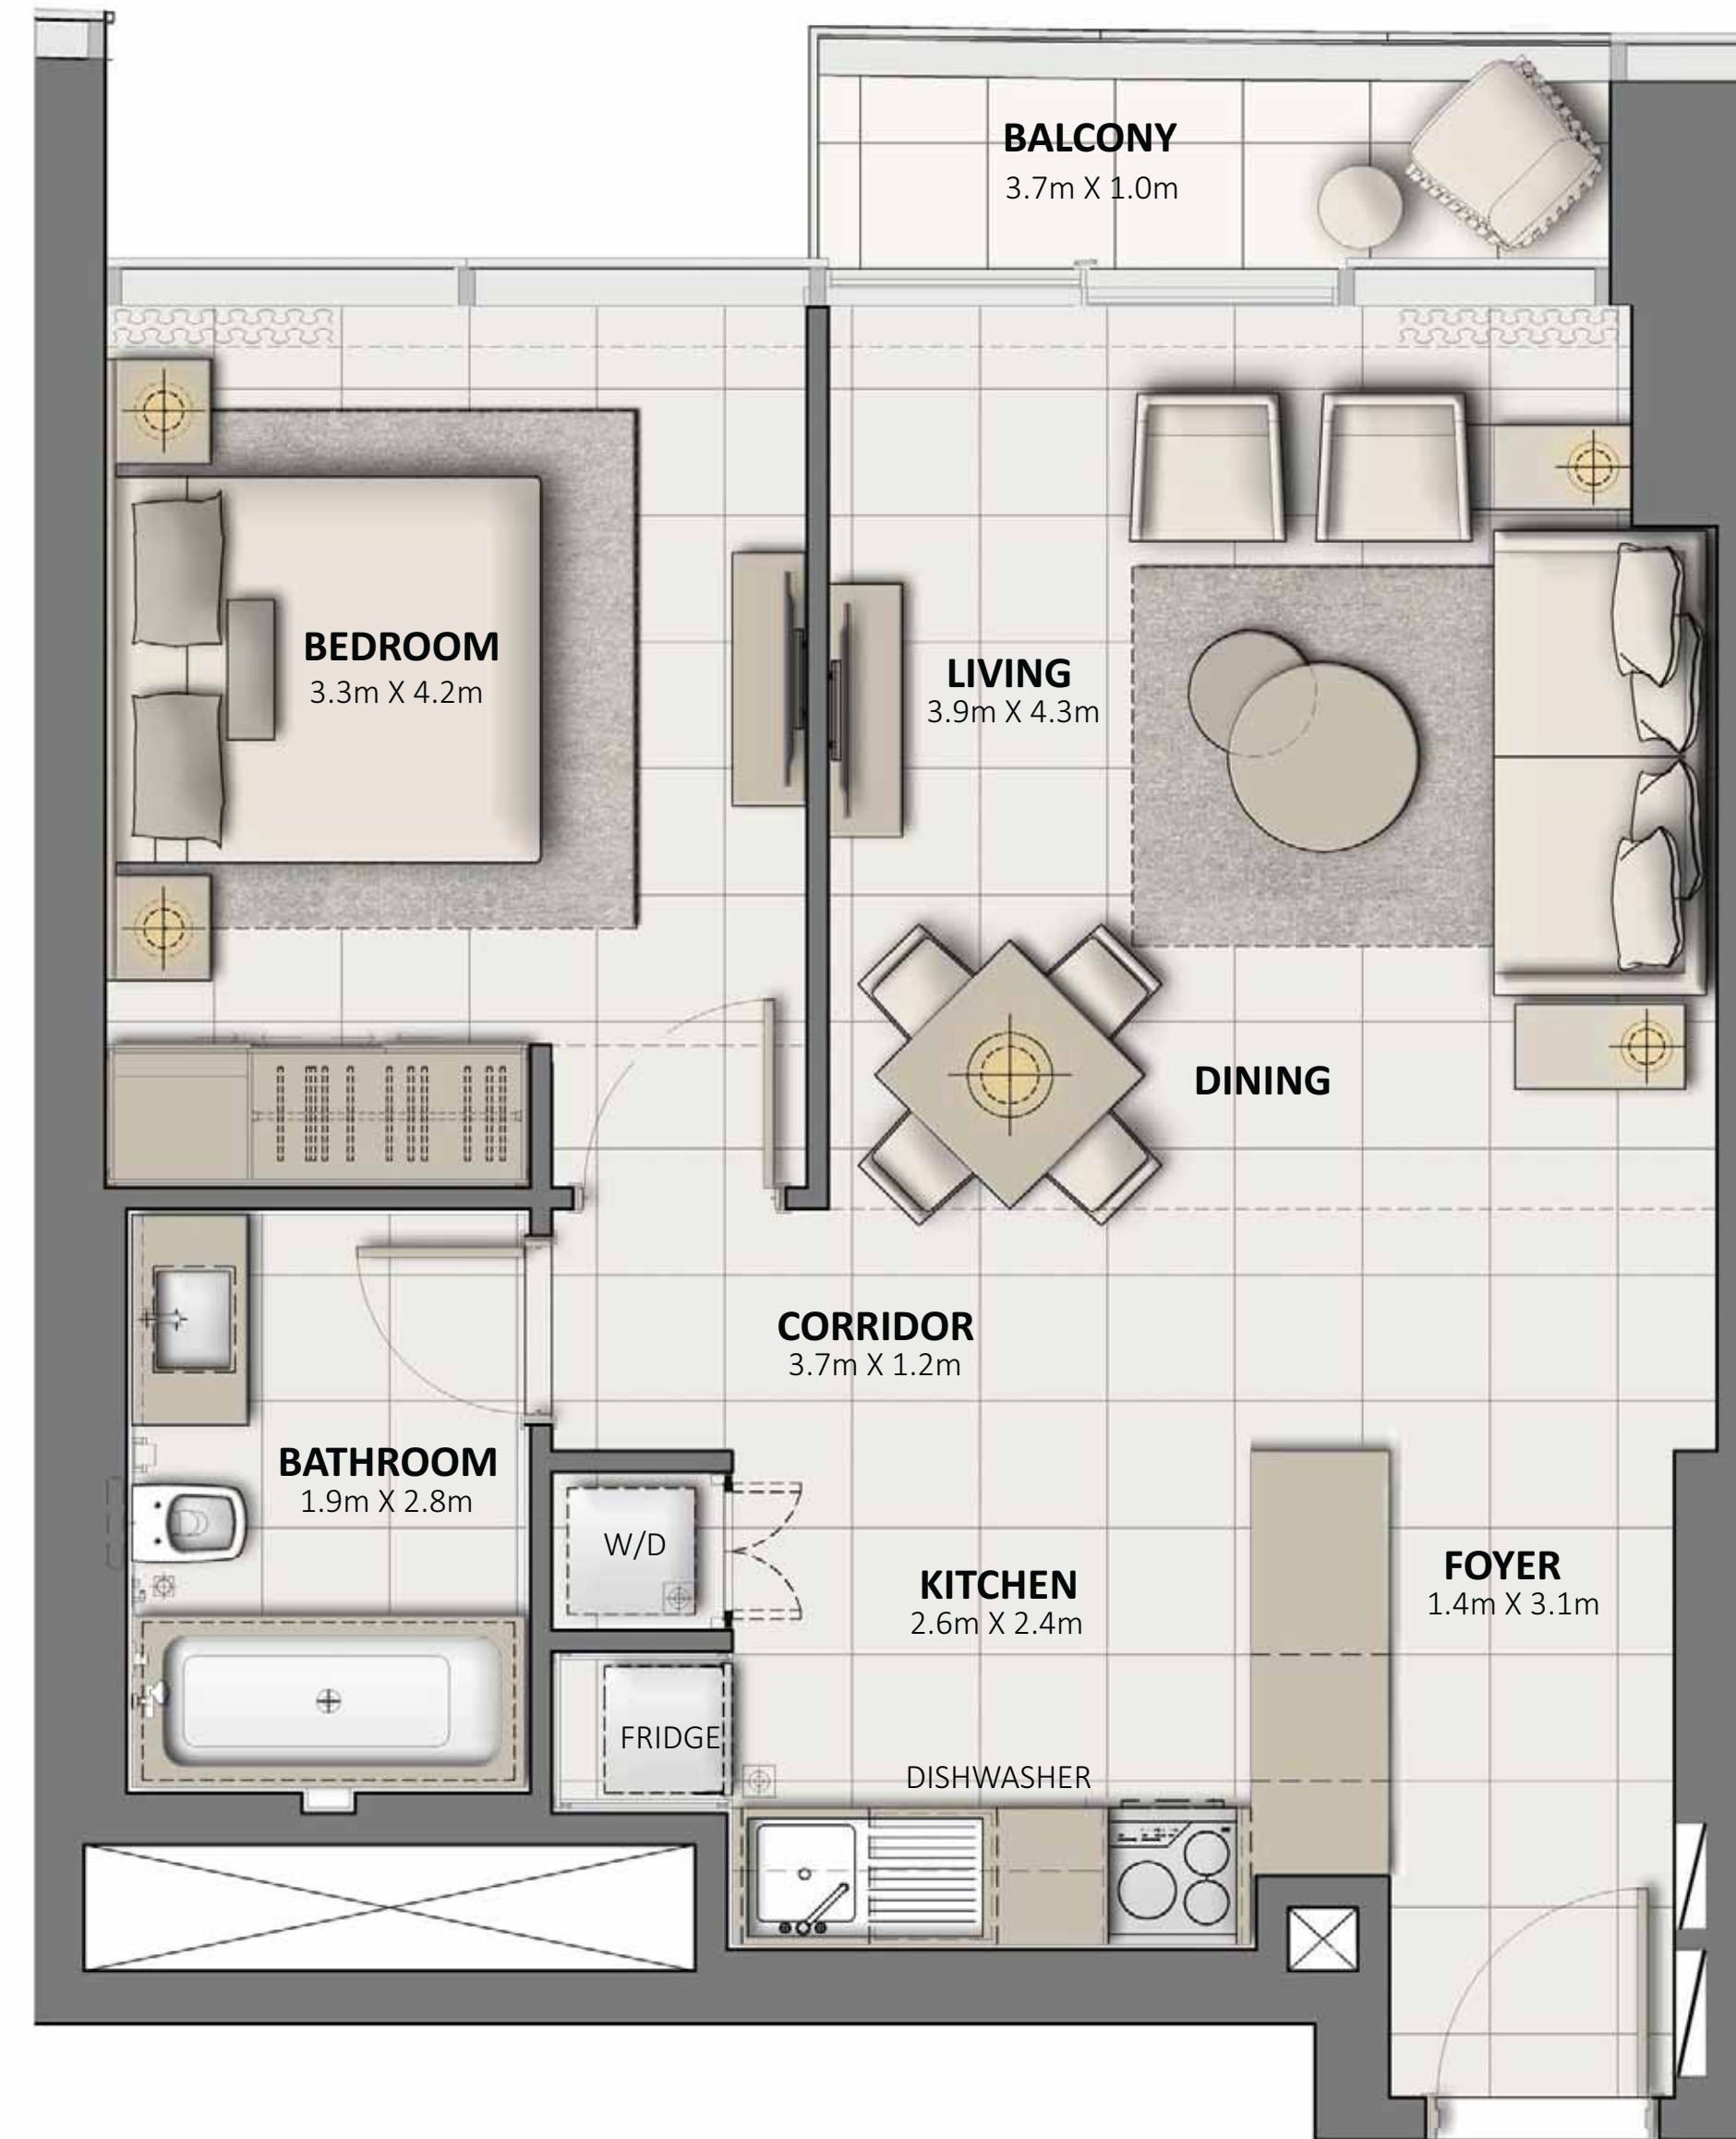 BALCONY
3.7m X 1.0m
BEDROOM
3.3m X 4.2m
LIVING
3.9m X 4.3m
DINING
CORRIDOR
3.7m X 1.2m
BATHROOM
1.9m X 2.8m
W/D
KITCHEN
2.6m X 2.4m
FOYER
1.4m X 3.1m
FRIDGE
DISHWASHER